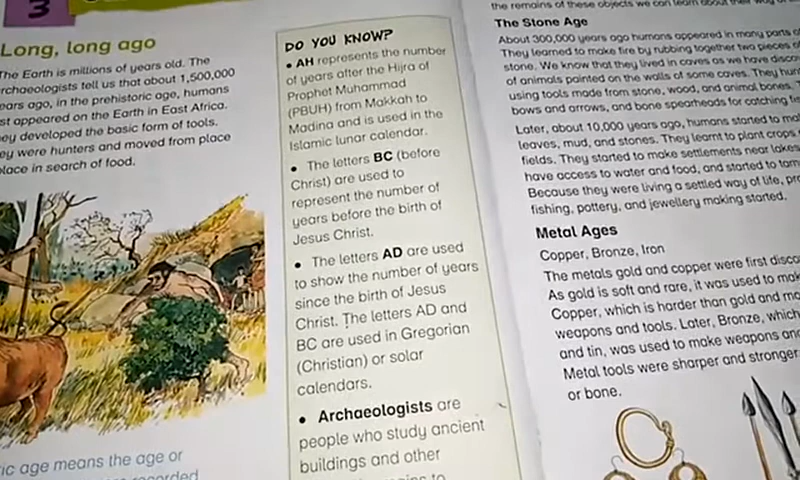 3
Long, long ago
The Earth is millions of years old. The
archaeologists tell us that about 1,500,000
years ago, in the prehistoric age, humans
first appeared on the Earth in East Africa.
They developed the basic form of tools.
They were hunters and moved from place
place in search of food.
age means the age or
recorded
DO YOU KNOW?
• AH represents the number
of years after the Hijra of
Prophet Muhammad
(PBUH) from Makkah to
Madina and is used in the
Islamic lunar calendar.
• The letters BC (before
Christ) are used to
represent the number of
years before the birth of
Jesus Christ.
• The letters AD are used
to show the number of years
since the birth of Jesus
Christ. The letters AD and
BC are used in Gregorian
(Christian) or solar
calendars.
• Archaeologists are
people who study ancient
buildings and other
to
the remains of these objects we can learn about their way of
The Stone Age
About 300,000 years ago humans appeared in many parts of
They learned to make fire by rubbing together two pieces of
stone. We know that they lived in caves as we have
of animals painted on the walls of some caves. They
using tools made from stone, wood, and animal bones.
bows and arrows, and bone spearheads for catching
Later, about 10,000 years ago, humans started to
leaves, mud, and stones. They learnt to plant crops
fields. They started to make settlements near lakes
have access to water and food, and started to
Because they were living a settled way of life,
fishing, pottery, and jewellery making started.
Metal Ages
Copper, Bronze, Iron
The metals gold and copper were first
As gold is soft and rare, it was used to
Copper, which is harder than gold and
weapons and tools. Later, Bronze, which
and tin, was used to make weapons
Metal tools were sharper and stronger
or bone.